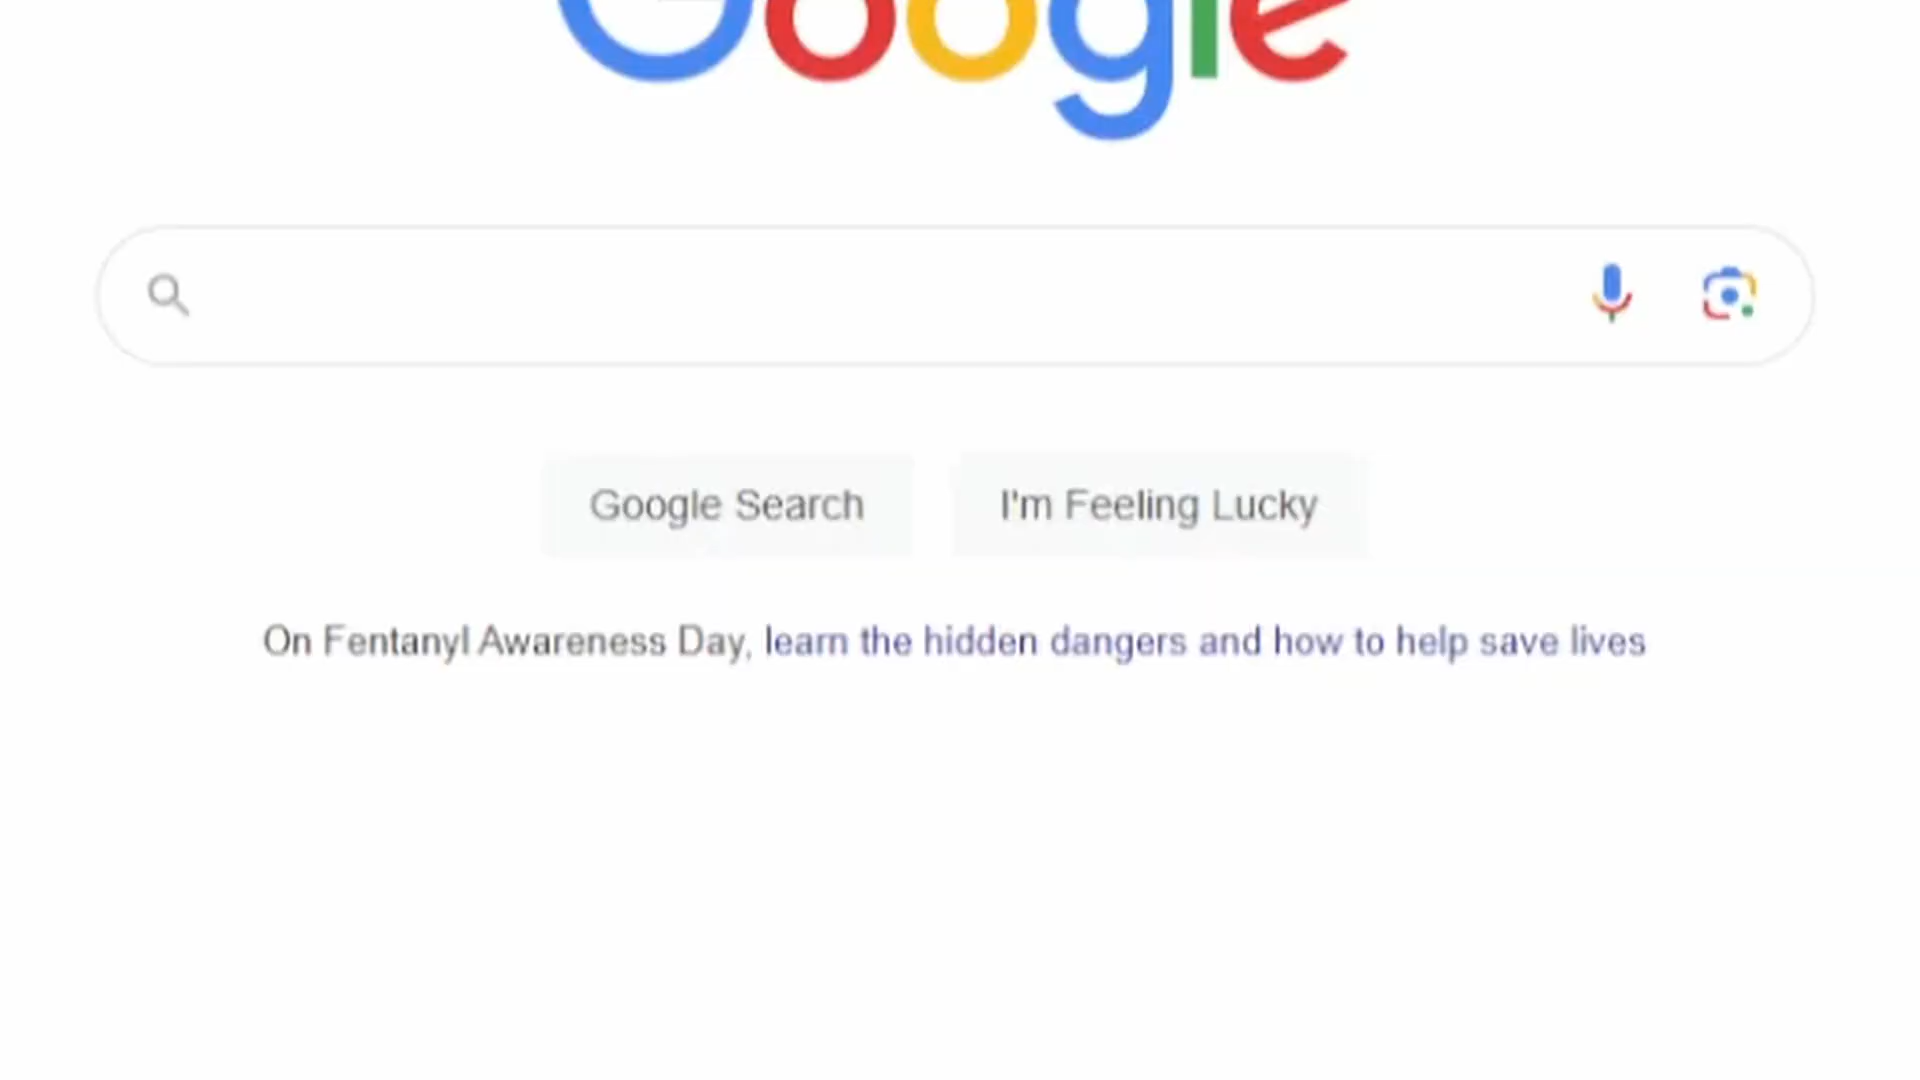 Google
Google Search
I'm Feeling Lucky
On Fentanyl Awareness Day, learn the hidden dangers and how to help save lives